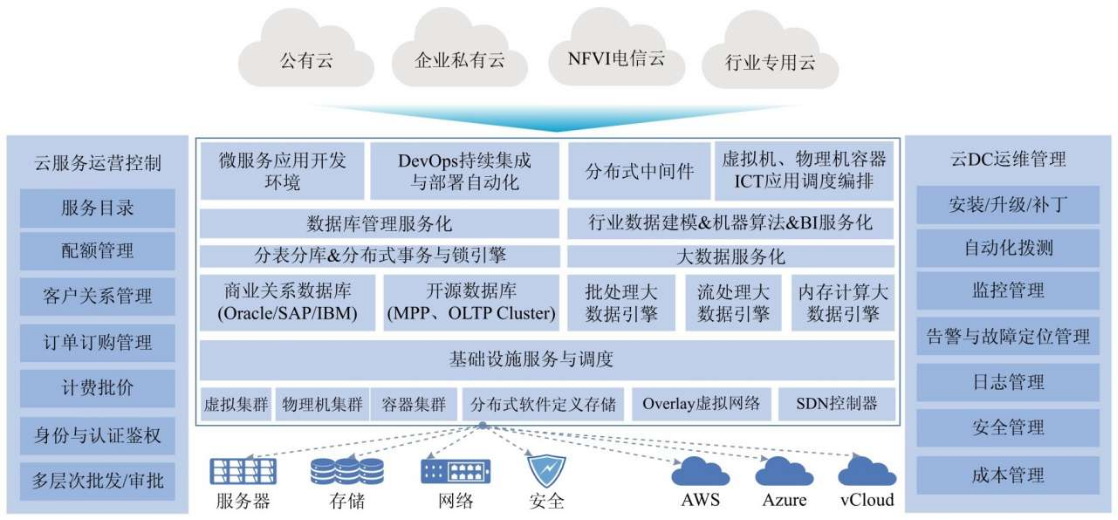 公有云
企业私有云
NFVI电信云
行业专用云
云服务运营控制
服务目录
配额管理
客户关系管理
订单订购管理
计费批价
身份与认证鉴权
多层次批发/审批
微服务应用开发
环境
DevOps持续集成
与部署自动化
分布式中间件
虚拟机、物理机容器
ICT应用调度编排
数据库管理服务化
行业数据建模&机器算法&BI服务化
分表分库&分布式事务与锁引擎
大数据服务化
商业关系数据库
(Oracle/SAP/IBM)
开源数据库
(MPP、OLTP Cluster)
批处理大
数据引擎
流处理大
数据引擎
内存计算大
数据引擎
基础设施服务与调度
虚拟集群
物理机集群
容器集群
分布式软件定义存储
Overlay虚拟网络
SDN控制器
服务器
存储
网络
安全
AWS
Azure
vCloud
云DC运维管理
安装/升级/补丁
自动化拨测
监控管理
告警与故障定位管理
日志管理
安全管理
成本管理